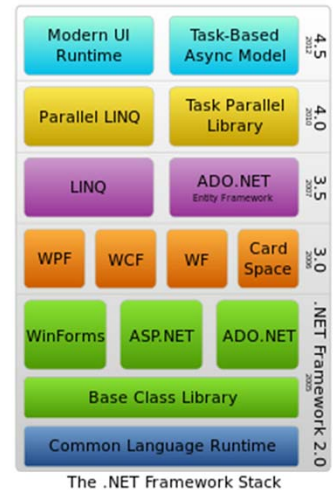 Modern UI Runtime
Task-Based Async Model
4.5
2012
Parallel LINQ
Task Parallel Library
4.0
2010
LINQ
ADO.NET
Entity Framework
3.5
2007
WPF
WCF
WF
Card Space
3.0
2006
WinForms
ASP.NET
ADO.NET
Base Class Library
Common Language Runtime
.NET Framework 2.0
2005
The .NET Framework Stack